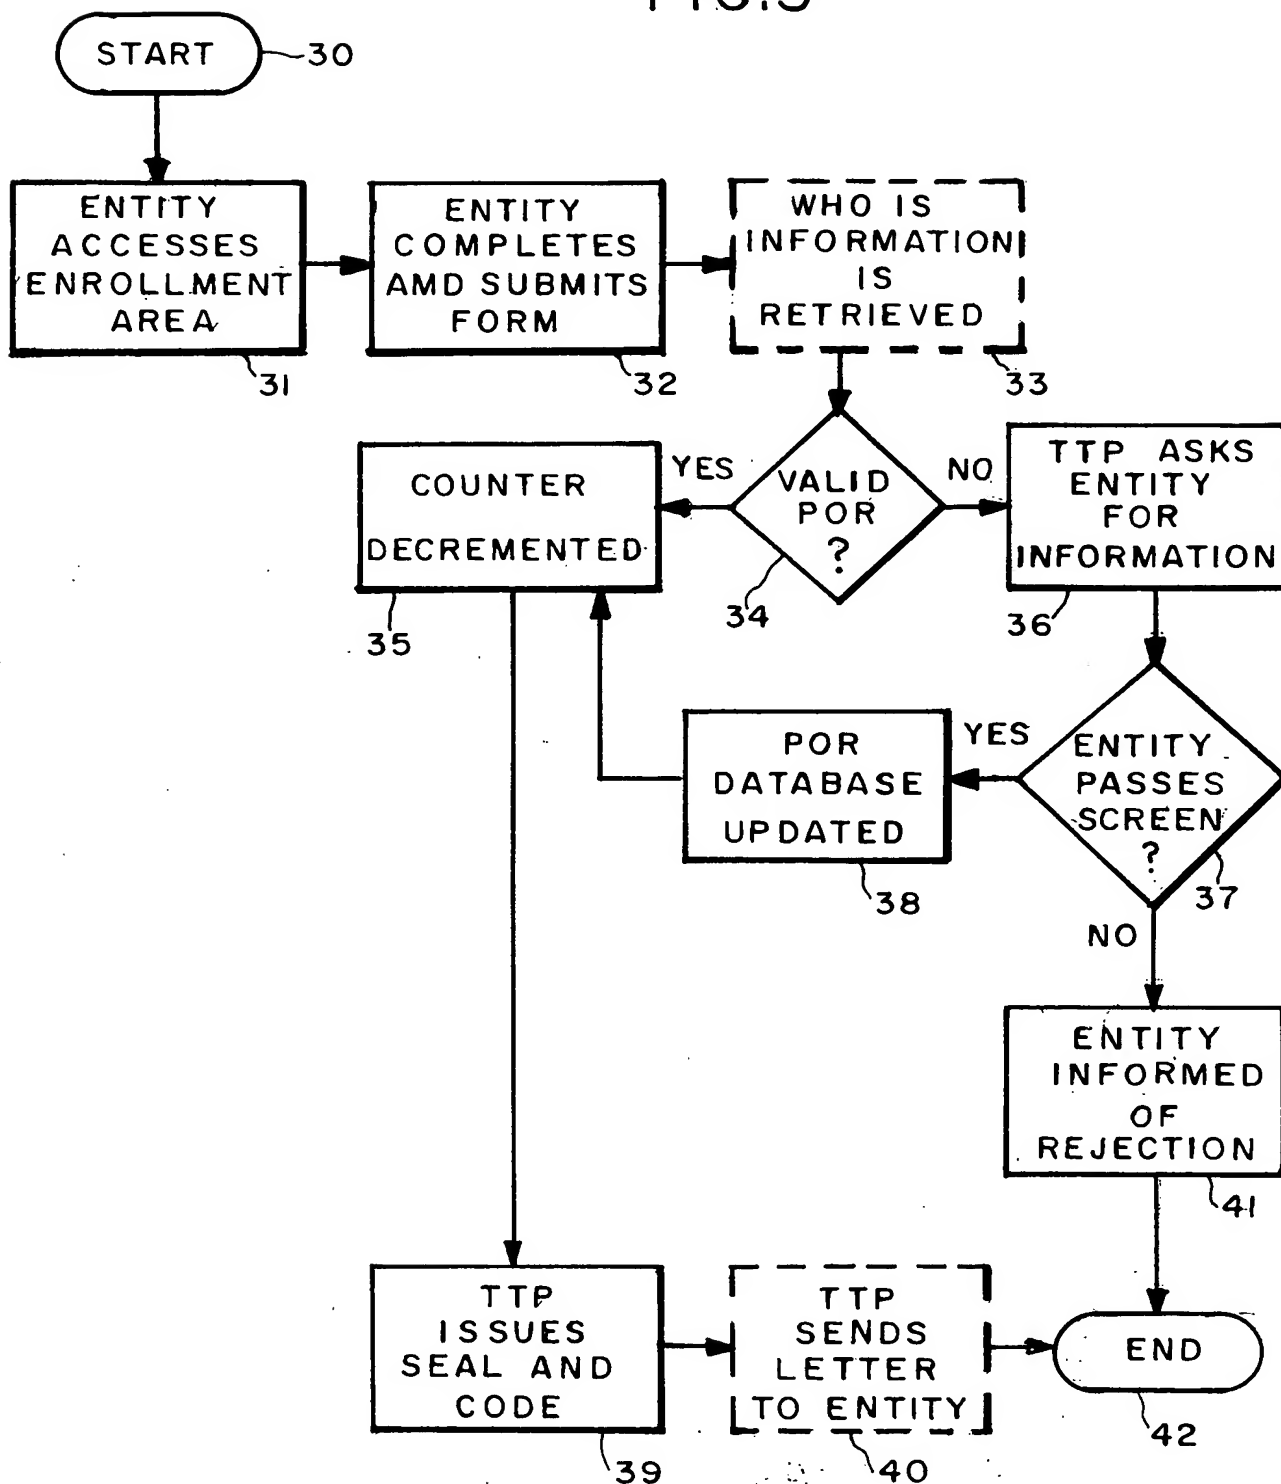 START
30
ENTITY
ACCESSES
ENROLLMENT
AREA
31
ENTITY
COMPLETES
AMD SUBMITS
FORM
32
WHO IS
INFORMATION
IS
RETRIEVED
33
VALID
POR
?
34
YES
NO
COUNTER
DECREMENTED
35
TTP ASKS
ENTITY
FOR
INFORMATION
36
ENTITY
PASSES
SCREEN
?
37
YES
NO
POR
DATABASE
UPDATED
38
ENTITY
INFORMED
OF
REJECTION
41
TTP
ISSUES
SEAL AND
CODE
39
TTP
SENDS
LETTER
TO ENTITY
40
END
42